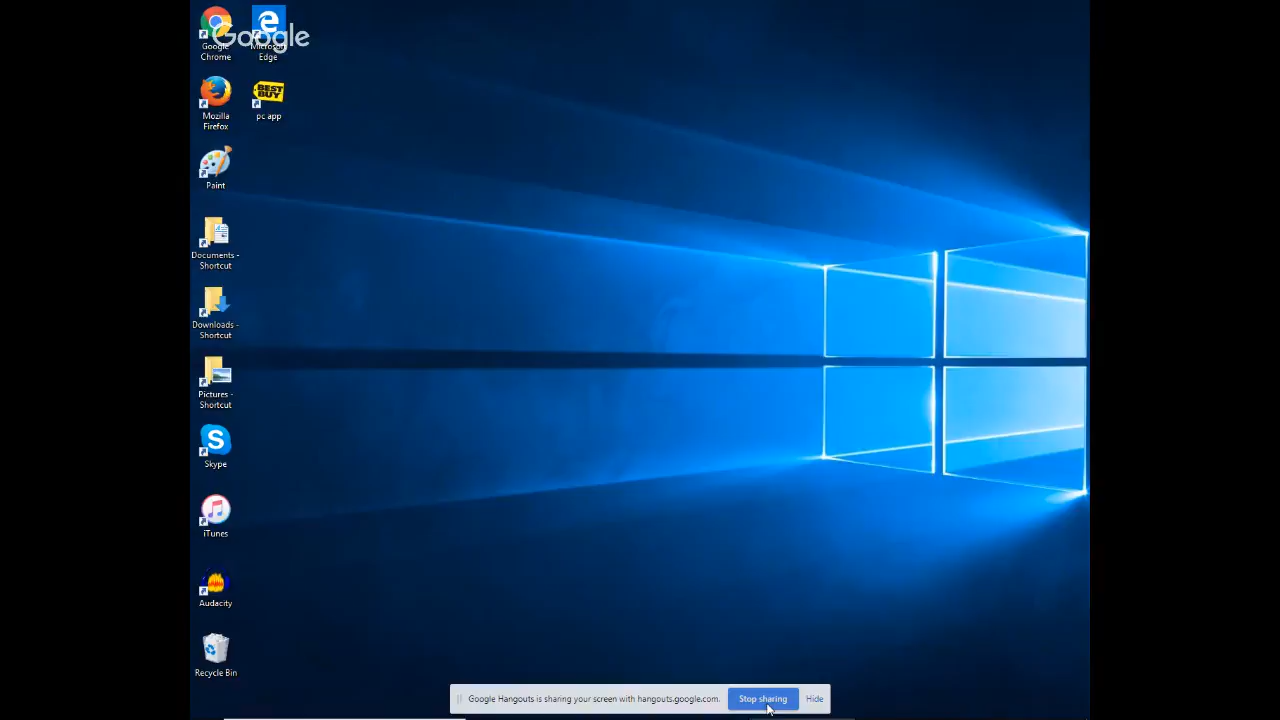 Google
Google
Chrome
Microsoft
Edge
Mozilla
Firefox
BEST
BUY
pc app
Paint
Documents -
Shortcut
Downloads -
Shortcut
Pictures -
Shortcut
S
Skype
iTunes
Audacity
Recycle Bin
Google Hangouts is sharing your screen with hangouts.google.com.
Stop sharing
Hide